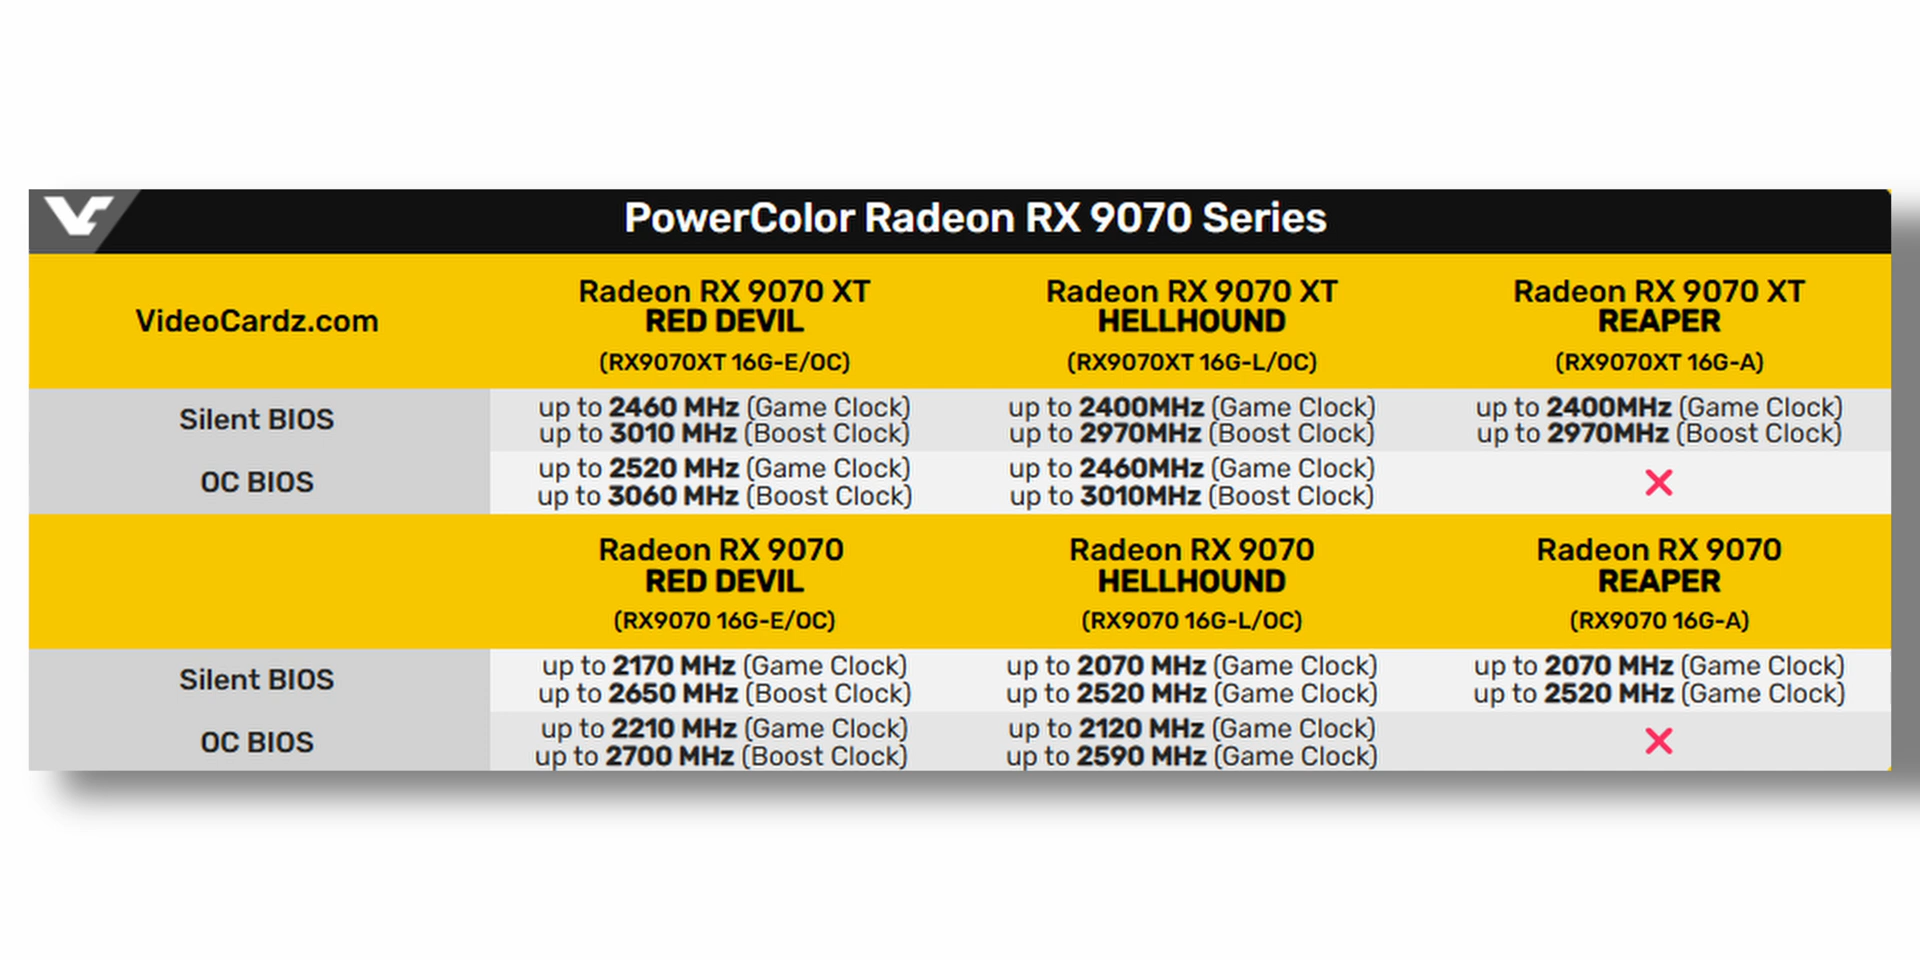 PowerColor Radeon RX 9070 Series
VideoCardz.com
Radeon RX 9070 XT
RED DEVIL
(RX9070XT 16G-E/OC)
Radeon RX 9070 XT
HELLHOUND
(RX9070XT 16G-L/OC)
Radeon RX 9070 XT
REAPER
(RX9070XT 16G-A)
Silent BIOS
up to 2460 MHz (Game Clock)
up to 3010 MHz (Boost Clock)
up to 2400MHz (Game Clock)
up to 2970MHz (Boost Clock)
up to 2400MHz (Game Clock)
up to 2970MHz (Boost Clock)
OC BIOS
up to 2520 MHz (Game Clock)
up to 3060 MHz (Boost Clock)
up to 2460MHz (Game Clock)
up to 3010MHz (Boost Clock)
Radeon RX 9070
RED DEVIL
(RX9070 16G-E/OC)
Radeon RX 9070
HELLHOUND
(RX9070 16G-L/OC)
Radeon RX 9070
REAPER
(RX9070 16G-A)
Silent BIOS
up to 2170 MHz (Game Clock)
up to 2650 MHz (Boost Clock)
up to 2070 MHz (Game Clock)
up to 2520 MHz (Game Clock)
up to 2070 MHz (Game Clock)
up to 2520 MHz (Game Clock)
OC BIOS
up to 2210 MHz (Game Clock)
up to 2700 MHz (Boost Clock)
up to 2120 MHz (Game Clock)
up to 2590 MHz (Game Clock)